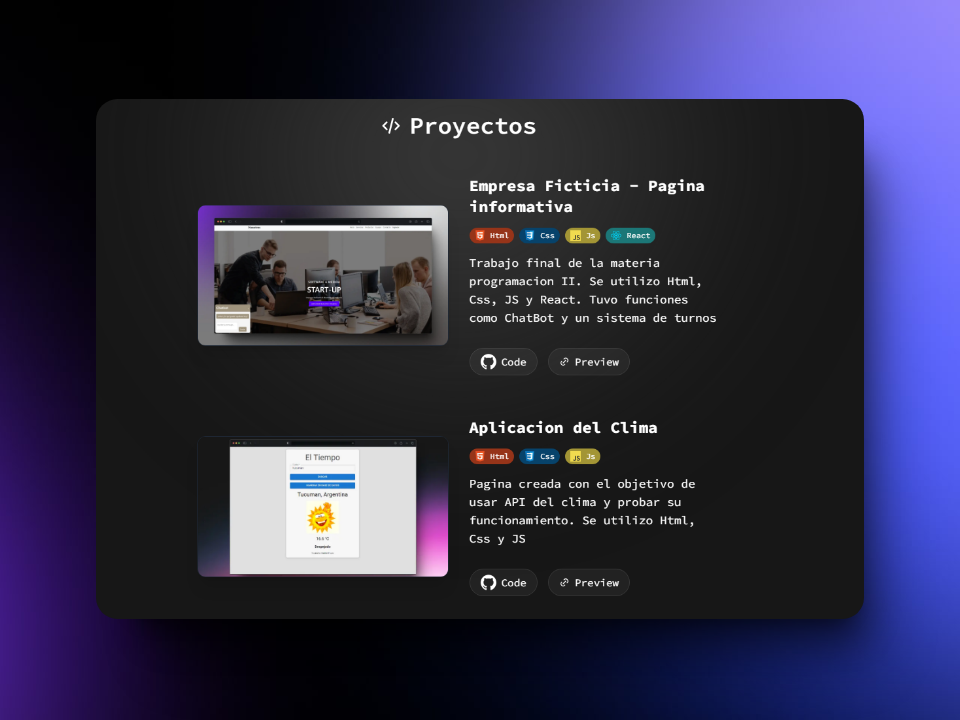 </> Proyectos
Empresa Ficticia - Pagina
informativa
Html Css Js React
Trabajo final de la materia
programacion II. Se utilizo Html,
Css, JS y React. Tuvo funciones
como ChatBot y un sistema de turnos
Code Preview
START-UP
Aplicacion del Clima
Html Css Js
Pagina creada con el objetivo de
usar API del clima y probar su
funcionamiento. Se utilizo Html,
Css y JS
Code Preview
El Tiempo
Tucuman, Argentina